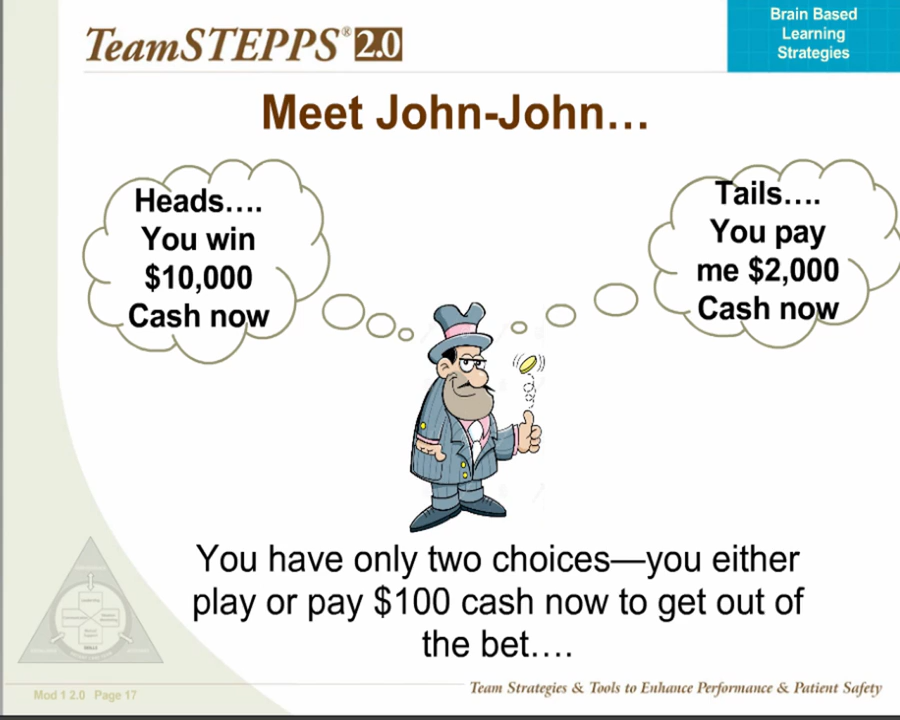 TeamSTEPPS® 2.0
Brain Based
Learning
Strategies
Meet John-John…
Heads….
You win
$10,000
Cash now
Tails….
You pay
me $2,000
Cash now
You have only two choices—you either
play or pay $100 cash now to get out of
the bet….
Mod 1 2.0 Page 17
Team Strategies & Tools to Enhance Performance & Patient Safety